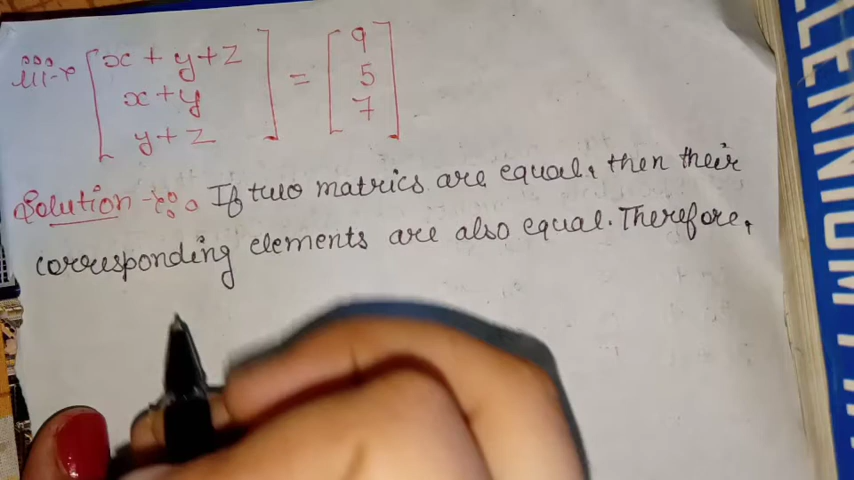 iii→ [x + y + z
x + y
y + z] = [9
5
7]
Solution → If two matrics are equal, then their
corresponding elements are also equal. Therefore,